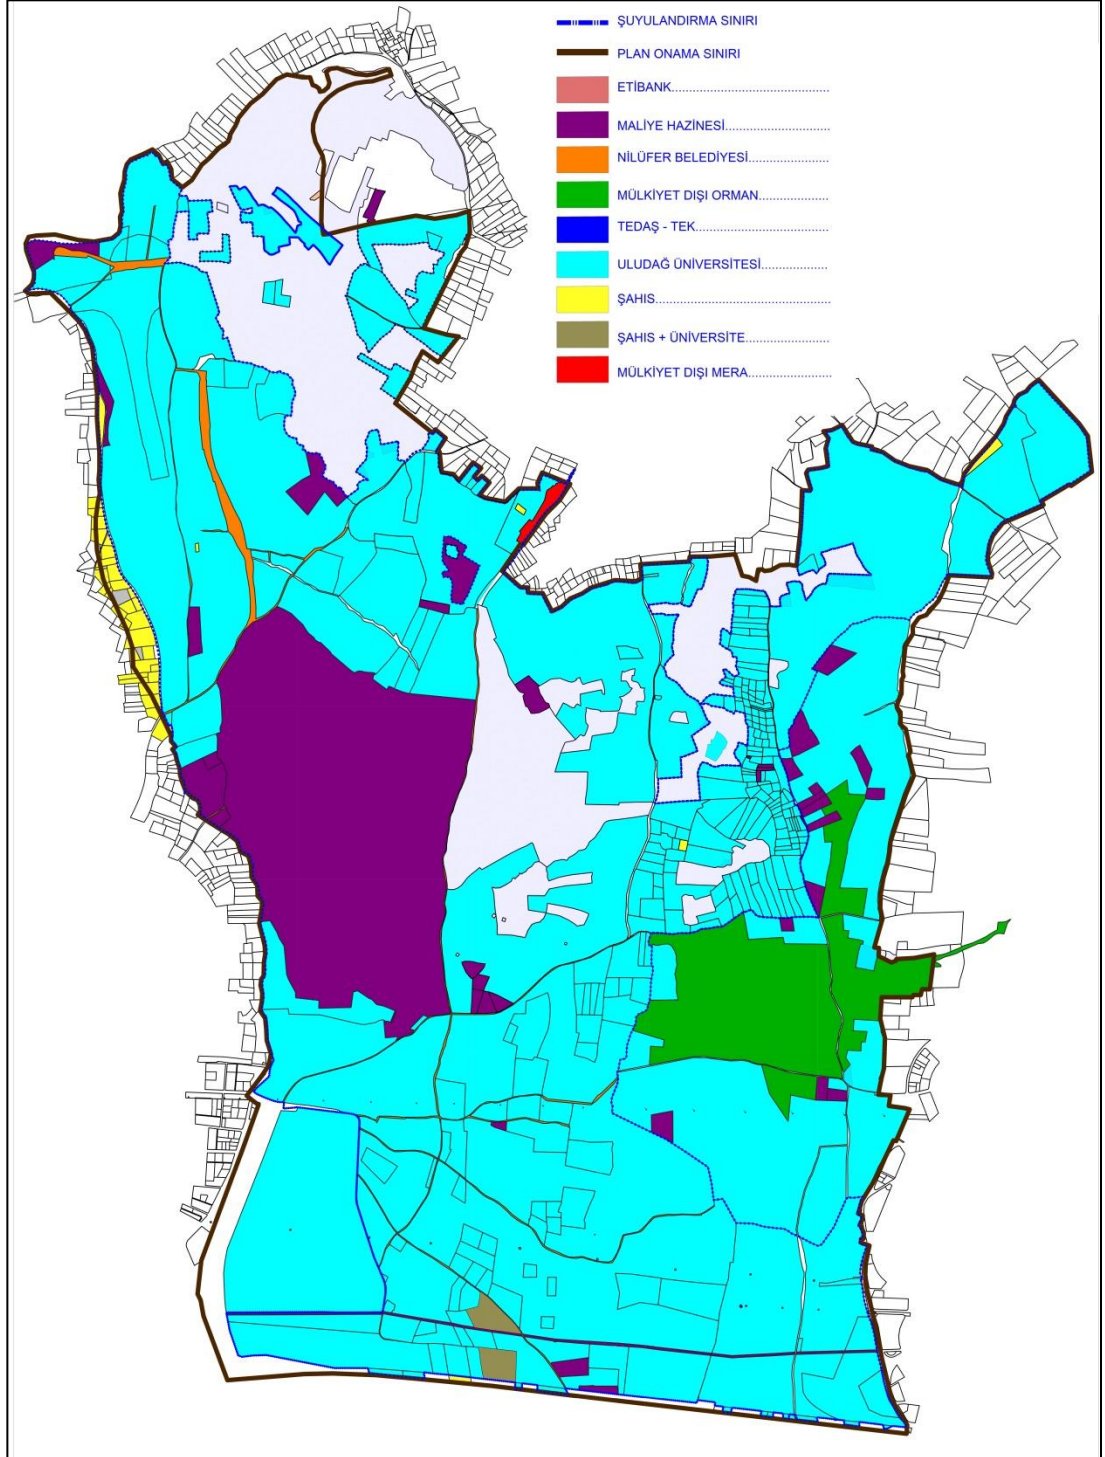 ŞUYULANDIRMA SINIRI
PLAN ONAMA SINIRI
ETİBANK..........................................
MALİYE HAZİNESİ............................
NİLÜFER BELEDİYESİ.....................
MÜLKİYET DIŞI ORMAN..................
TEDAŞ - TEK...................................
ULUDAĞ ÜNİVERSİTESİ.................
ŞAHIS..............................................
ŞAHIS + ÜNİVERSİTE......................
MÜLKİYET DIŞI MERA......................